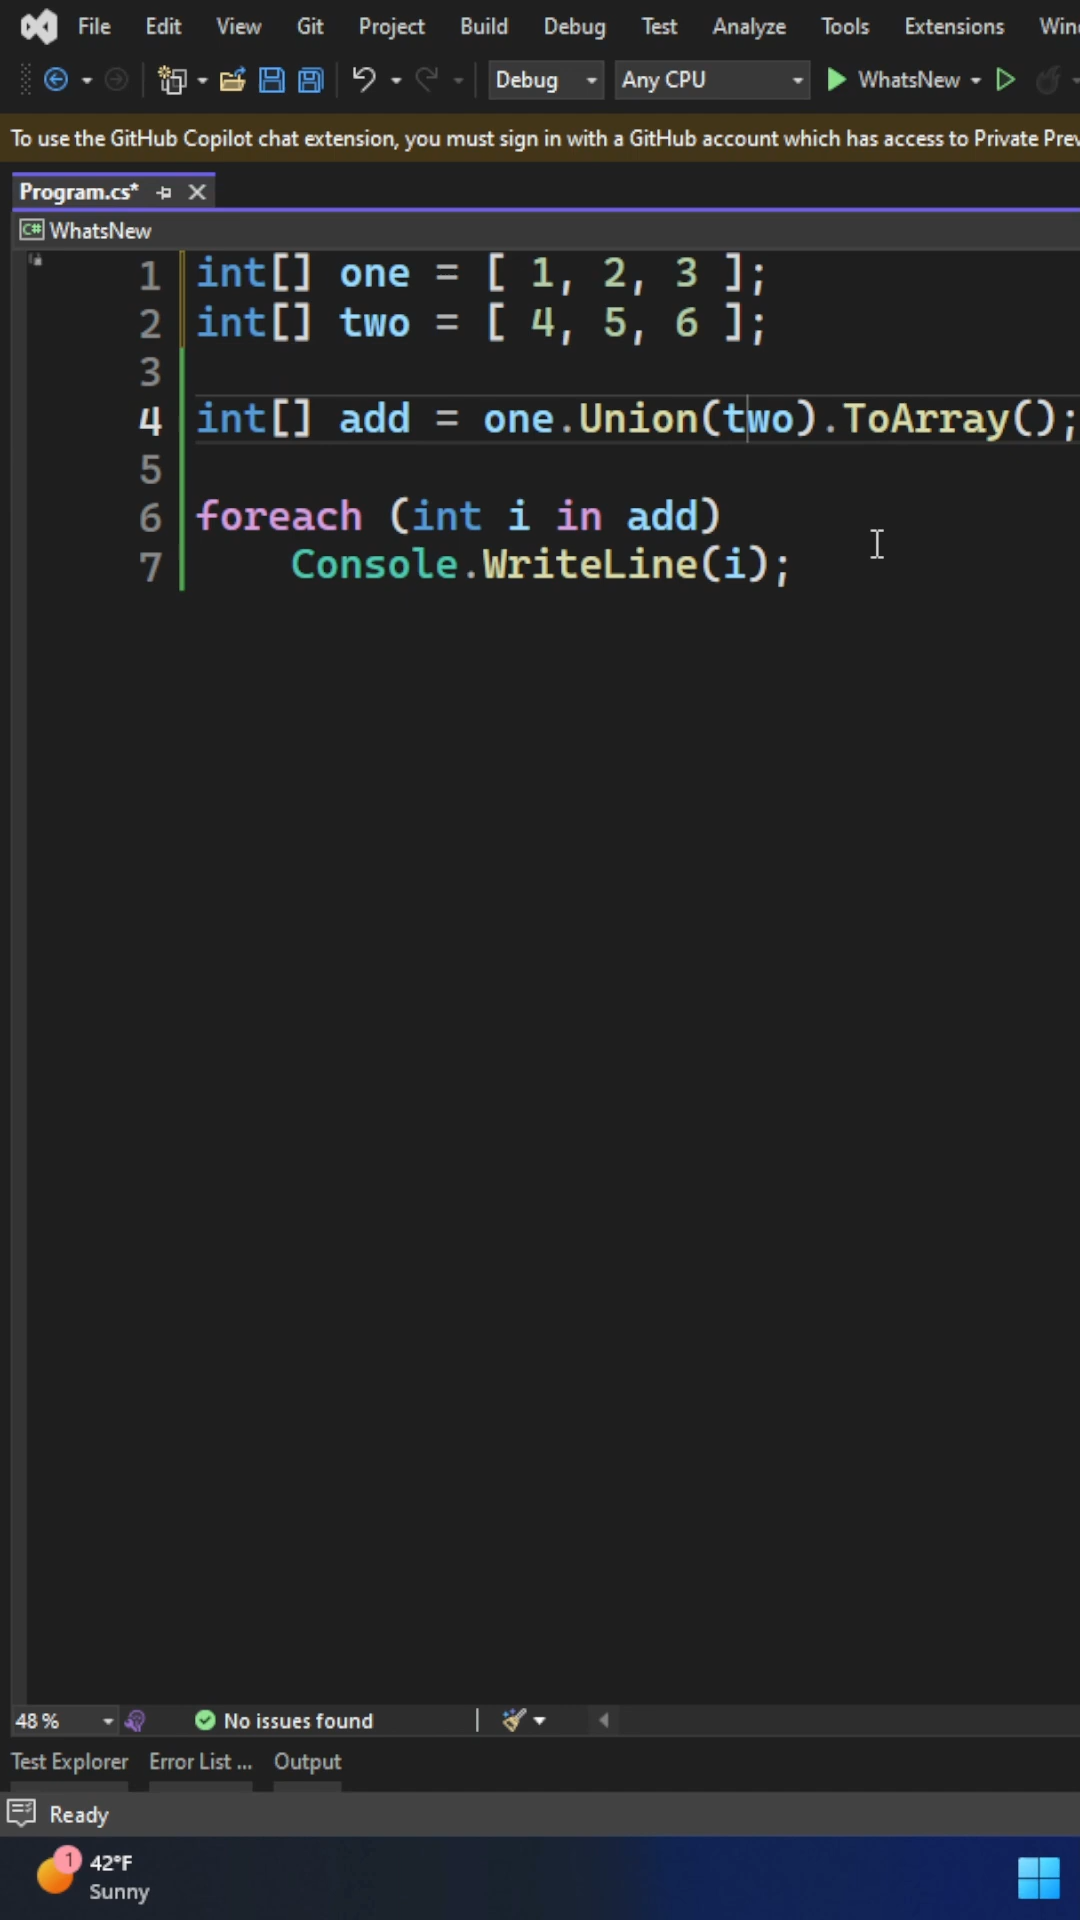 File Edit View Git Project Build Debug Test Analyze Tools Extensions
Debug Any CPU WhatsNew
To use the GitHub Copilot chat extension, you must sign in with a GitHub account which has access to Private
Program.cs*
C# WhatsNew
1 int[] one = [ 1, 2, 3 ];
2 int[] two = [ 4, 5, 6 ];
3
4 int[] add = one.Union(two).ToArray();
5
6 foreach (int i in add)
7 Console.WriteLine(i);
48 % No issues found
Test Explorer Error List ... Output
Ready
1 42°F
Sunny